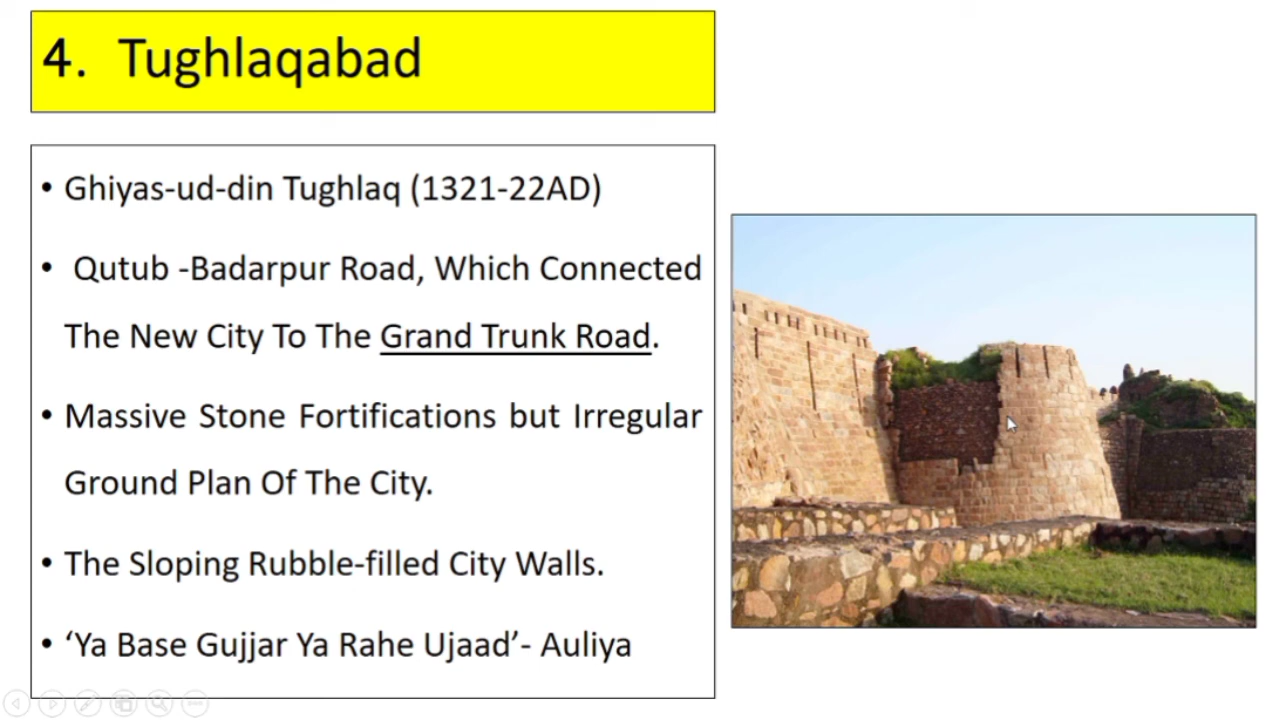 4. Tughlaqabad
• Ghiyas-ud-din Tughlaq (1321-22AD)
• Qutub -Badarpur Road, Which Connected
The New City To The Grand Trunk Road.
• Massive Stone Fortifications but Irregular
Ground Plan Of The City.
• The Sloping Rubble-filled City Walls.
• ‘Ya Base Gujjar Ya Rahe Ujaad’- Auliya